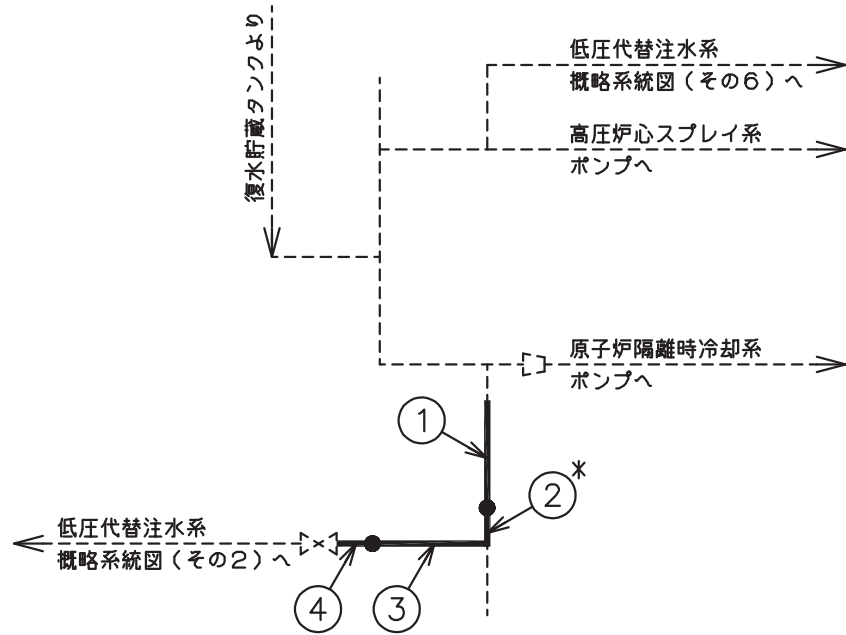 復水貯蔵タンクより
低圧代替注水系
概略系統図(その6)へ
高圧炉心スプレイ系
ポンプへ
原子炉隔離時冷却系
ポンプへ
1
2*
低圧代替注水系
概略系統図(その2)へ
4
3